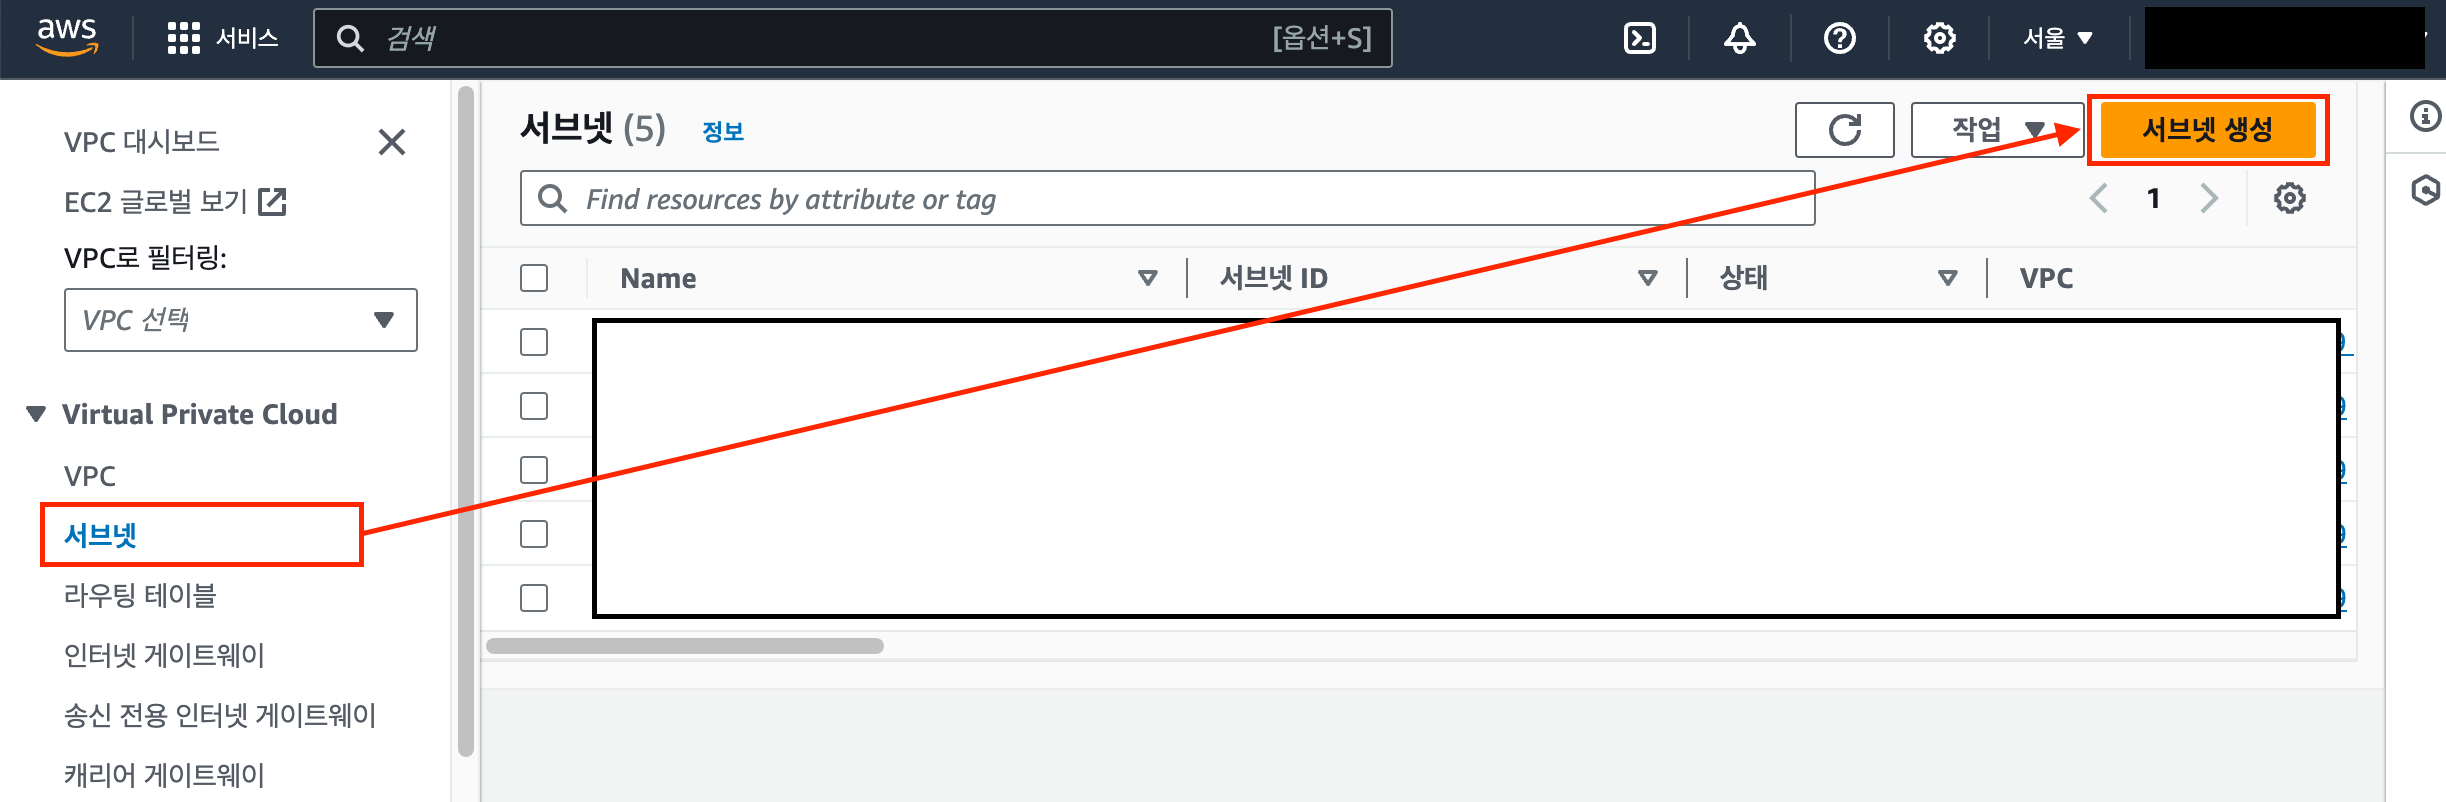 aws 서비스 검색 [옵션+S] 서울
VPC 대시보드
EC2 글로벌 보기
VPC로 필터링:
VPC 선택
Virtual Private Cloud
VPC
서브넷
라우팅 테이블
인터넷 게이트웨이
송신 전용 인터넷 게이트웨이
캐리어 게이트웨이
서브넷 (5) 정보 작업 서브넷 생성
Find resources by attribute or tag 1
Name 서브넷 ID 상태 VPC